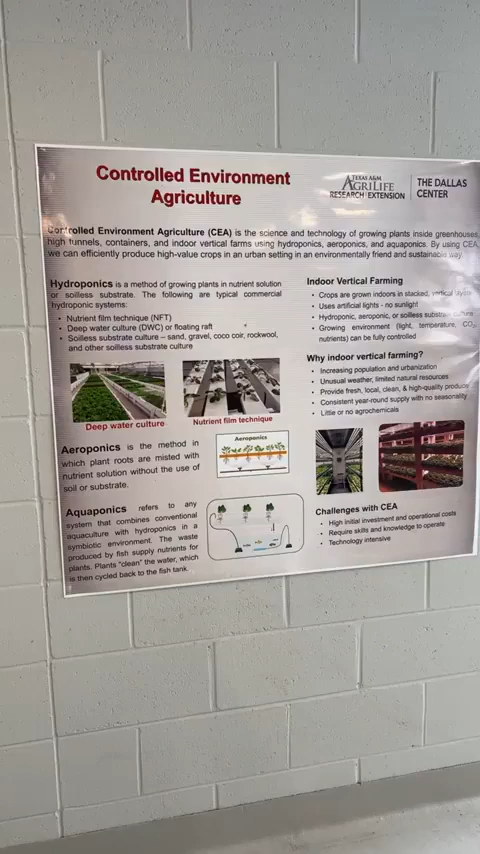 Controlled Environment
Agriculture
TEXAS A&M
AGRILIFE
RESEARCH | EXTENSION
THE DALLAS
CENTER
Controlled Environment Agriculture (CEA) is the science and technology of growing plants inside greenhouses,
high tunnels, containers, and indoor vertical farms using hydroponics, aeroponics, and aquaponics. By using CEA,
we can efficiently produce high-value crops in an urban setting in an environmentally friend and sustainable way.
Hydroponics is a method of growing plants in nutrient solution
or soilless substrate. The following are typical commercial
hydroponic systems:
• Nutrient film technique (NFT)
• Deep water culture (DWC) or floating raft
• Soilless substrate culture – sand, gravel, coco coir, rockwool,
and other soilless substrate culture
Deep water culture
Nutrient film technique
Aeroponics is the method in
which plant roots are misted with
nutrient solution without the use of
soil or substrate.
Aeroponics
Aquaponics refers to any
system that combines conventional
aquaculture with hydroponics in a
symbiotic environment. The waste
produced by fish supply nutrients for
plants. Plants "clean" the water, which
is then cycled back to the fish tank.
Indoor Vertical Farming
• Crops are grown indoors in stacked, vertical layers
• Uses artificial lights - no sunlight
• Hydroponic, aeroponic, or soilless substrate culture
• Growing environment (light, temperature, CO2,
nutrients) can be fully controlled
Why indoor vertical farming?
• Increasing population and urbanization
• Unusual weather, limited natural resources
• Provide fresh, local, clean, & high-quality produce
• Consistent year-round supply with no seasonality
• Little or no agrochemicals
Challenges with CEA
• High initial investment and operational costs
• Require skills and knowledge to operate
• Technology intensive